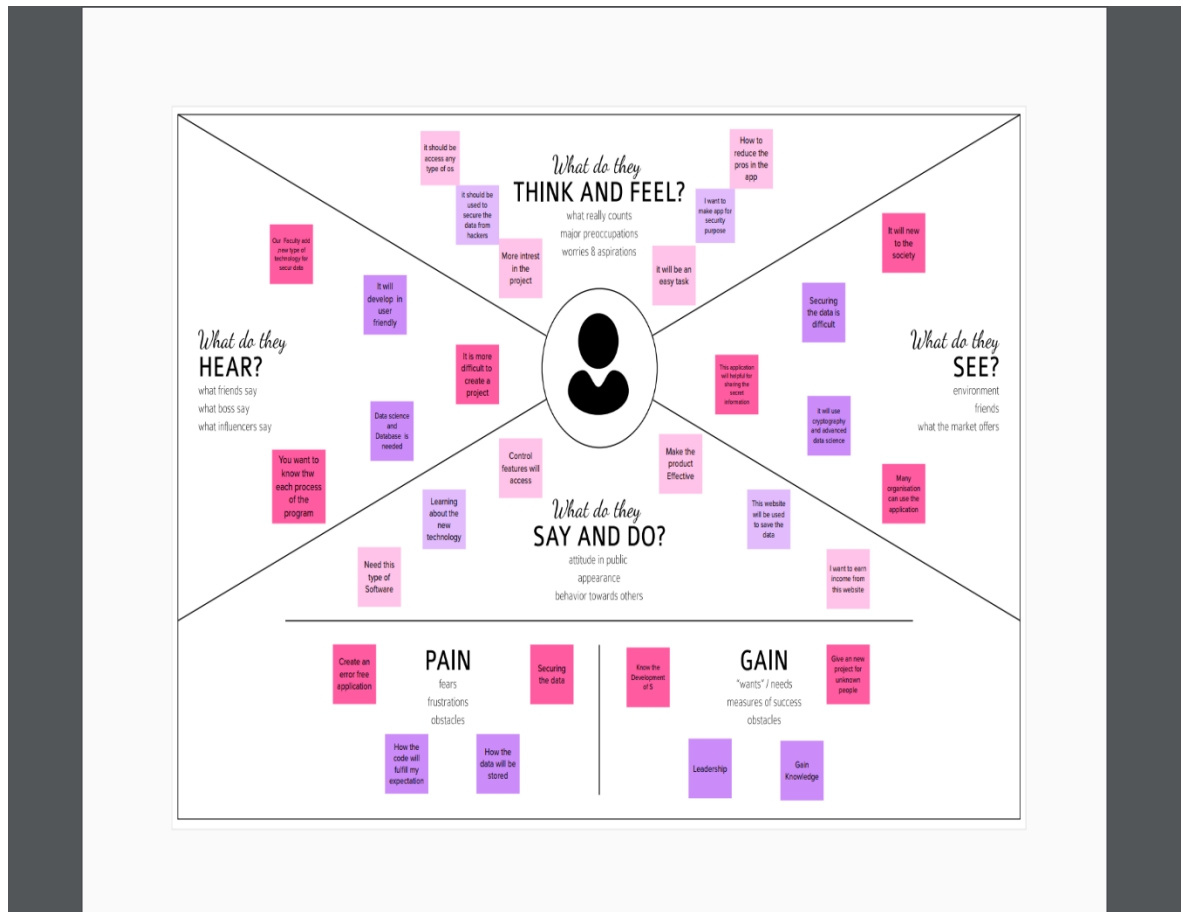 it should be
access any
type of os
it should be
used to
secure the
data from
hackers
More intrest
in the
project
What do they
THINK AND FEEL?
what really counts
major preoccupations
worries & aspirations
How to
reduce the
pros in the
app
I want to
make app for
security
purpose
it will be an
easy task
Our Faculty add
new type of
technology for
secur data
It will
develop in
user
friendly
What do they
HEAR?
what friends say
what boss say
what influencers say
It is more
difficult to
create a
project
Data science
and
Database is
needed
You want to
know thw
each process
of the
program
It will new
to the
society
Securing
the data is
difficult
What do they
SEE?
environment
friends
what the market offers
This application
will helpful for
sharing the
secret
infomation
It will use
cryptography
and advanced
data science
Many
organisation
can use the
application
Control
features will
access
Learning
about the
new
technology
Need this
type of
Software
What do they
SAY AND DO?
attitude in public
appearance
behavior towards others
Make the
product
Effective
This website
will be used
to save the
data
I want to earn
income from
this website
Create an
error free
application
PAIN
fears
frustrations
obstacles
Securing
the data
How the
code will
fulfill my
expectation
How the
data will be
stored
Know the
Development
of S
GAIN
"wants" / needs
measures of success
obstacles
Give an new
project for
unknown
people
Leadership
Gain
Knowledge